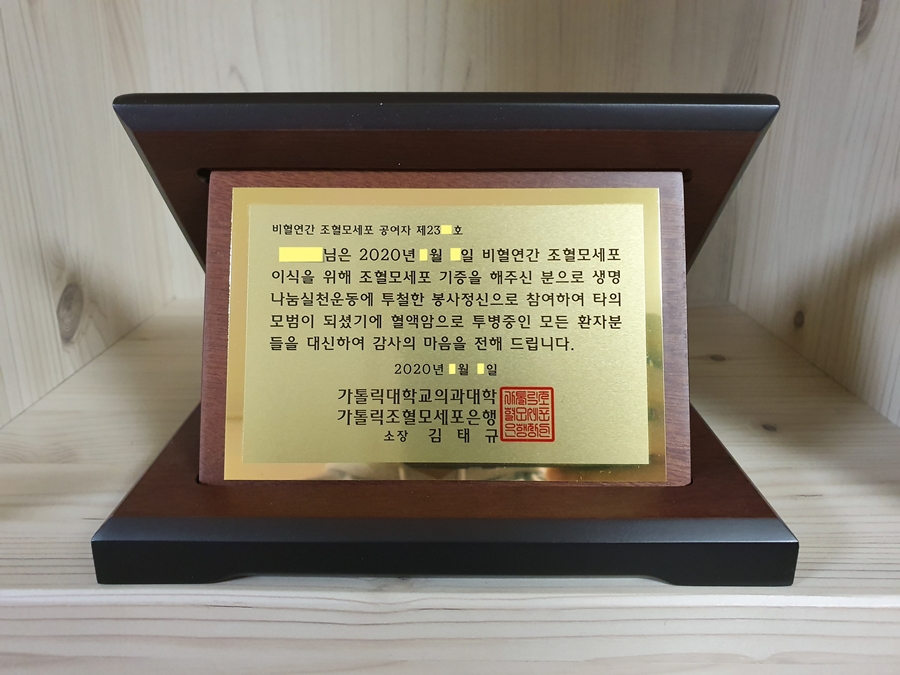 비혈연간 조혈모세포 공여자 제23 호
님은 2020년 월 일 비혈연간 조혈모세포
이식을 위해 조혈모세포 기증을 해주신 분으로 생명
나눔실천운동에 투철한 봉사정신으로 참여하여 타의
모범이 되셨기에 혈액암으로 투병중인 모든 환자분
들을 대신하여 감사의 마음을 전해 드립니다.
2020년 월 일
가톨릭대학교의과대학
가톨릭조혈모세포은행
소장 김 태 규